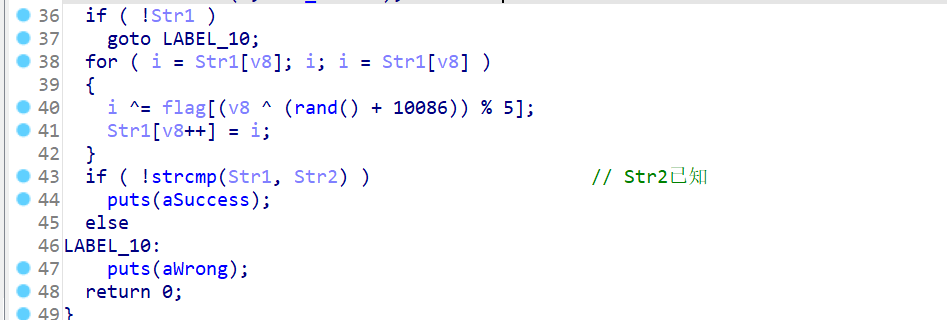 36 if ( !Str1 )
37 goto LABEL_10;
38 for ( i = Str1[v8]; i; i = Str1[v8] )
39 {
40 i ^= flag[(v8 ^ (rand() + 10086)) % 5];
41 Str1[v8++] = i;
42 }
43 if ( !strcmp(Str1, Str2) ) // Str2已知
44 puts(aSuccess);
45 else
46 LABEL_10:
47 puts(aWrong);
48 return 0;
49 }